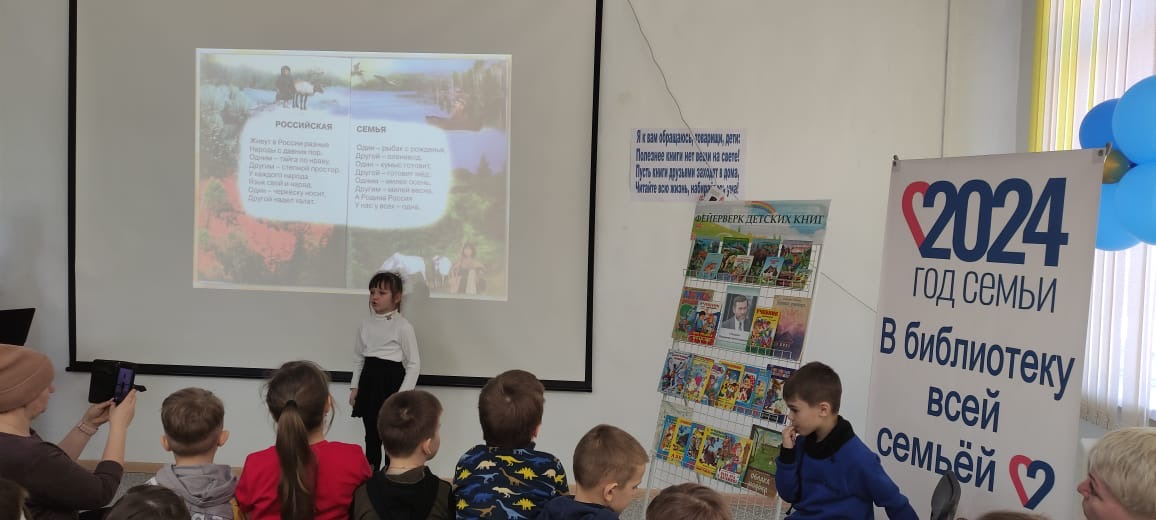 РОССИЙСКАЯ СЕМЬЯ
Живут в России разные
Народы с давних пор.
Одним – тайга по нраву,
Другим – степной простор.
У каждого народа
Язык свой и наряд.
Один – черкеску носит,
Другой надел халат.
Один – рыбак с рожденья,
Другой – оленевод,
Один – кумыс готовит,
Другой – готовит мёд.
Одним – милее осень,
Другим – милей весна.
А Родина Россия
У нас у всех – одна.
Я к вам обращаюсь, товарищи, дети:
Полезнее книги нет вещи на свете!
Пусть книги друзьями заходят в дома,
Читайте всю жизнь, набирайтесь ума!
ФЕЙЕРВЕРК ДЕТСКИХ КНИГ
2024
ГОД СЕМЬИ
В библиотеку
всей
семьёй